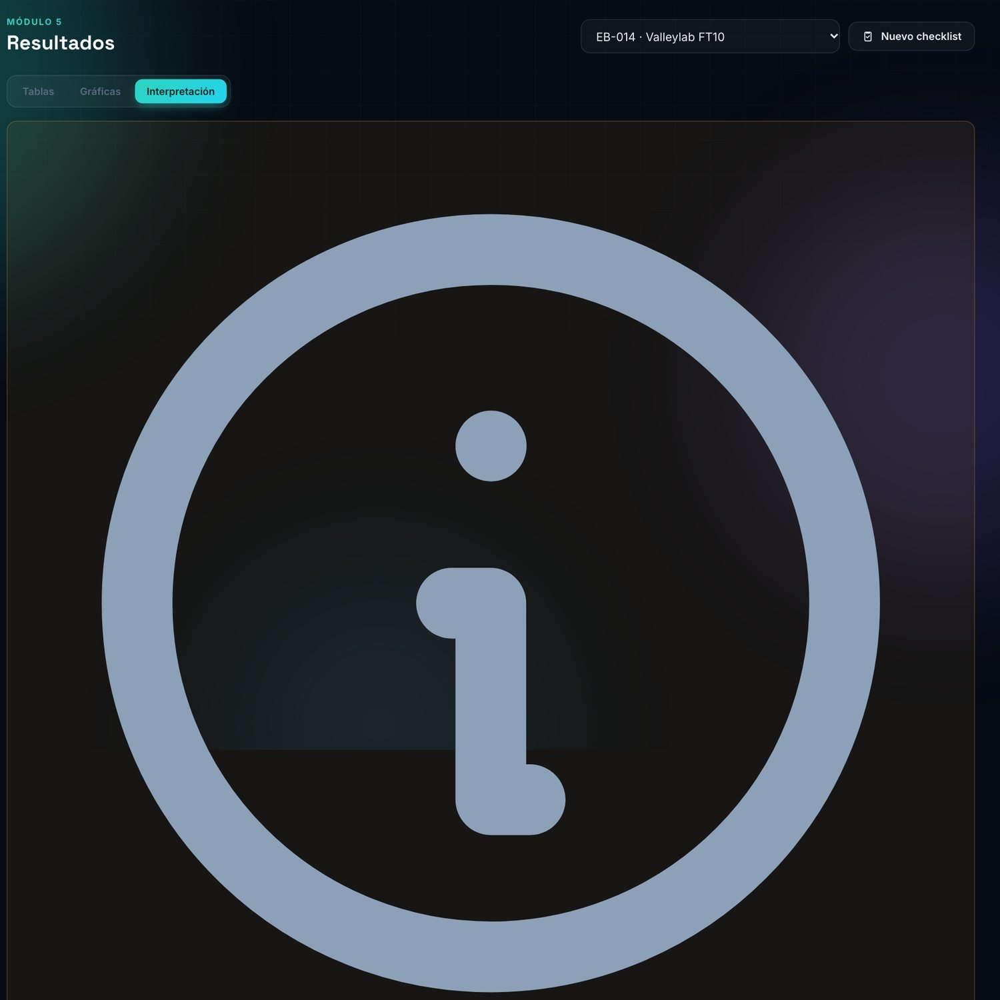 MÓDULO 5
Resultados
EB-014 · Valleylab FT10
Nuevo checklist
Tablas
Gráficas
Interpretación